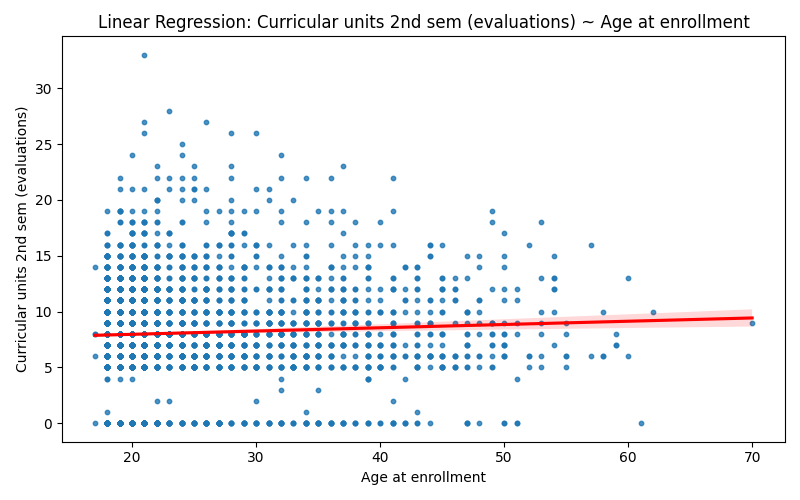 Linear Regression: Curricular units 2nd sem (evaluations) ~ Age at enrollment
Curricular units 2nd sem (evaluations)
30
25
20
15
10
5
0
20 30 40 50 60 70
Age at enrollment